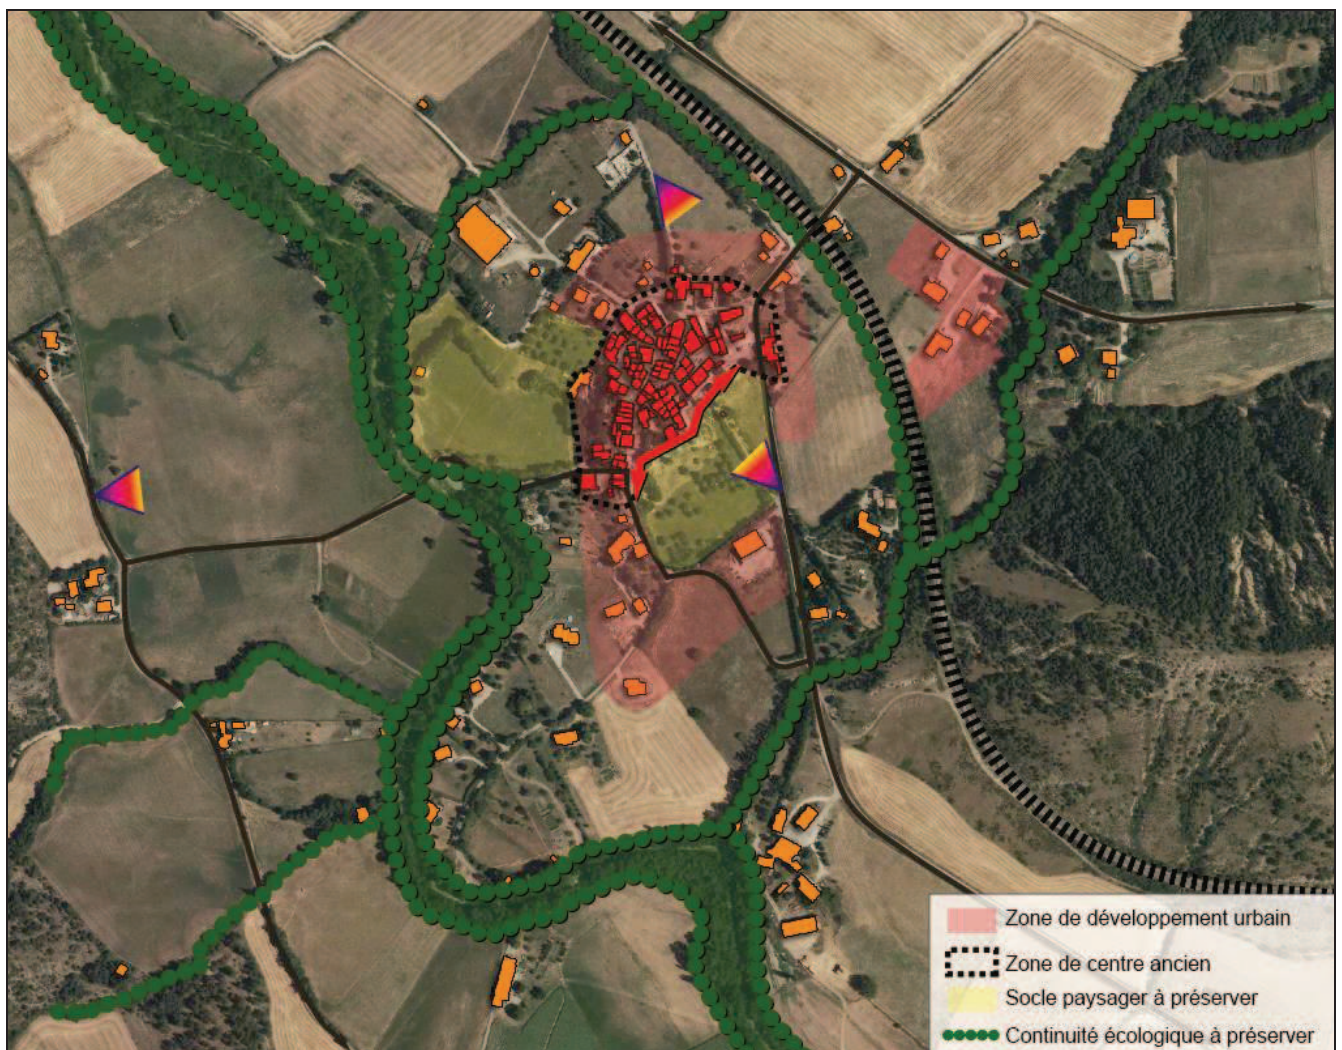 Zone de développement urbain
Zone de centre ancien
Socle paysager à préserver
Continuité écologique à préserver